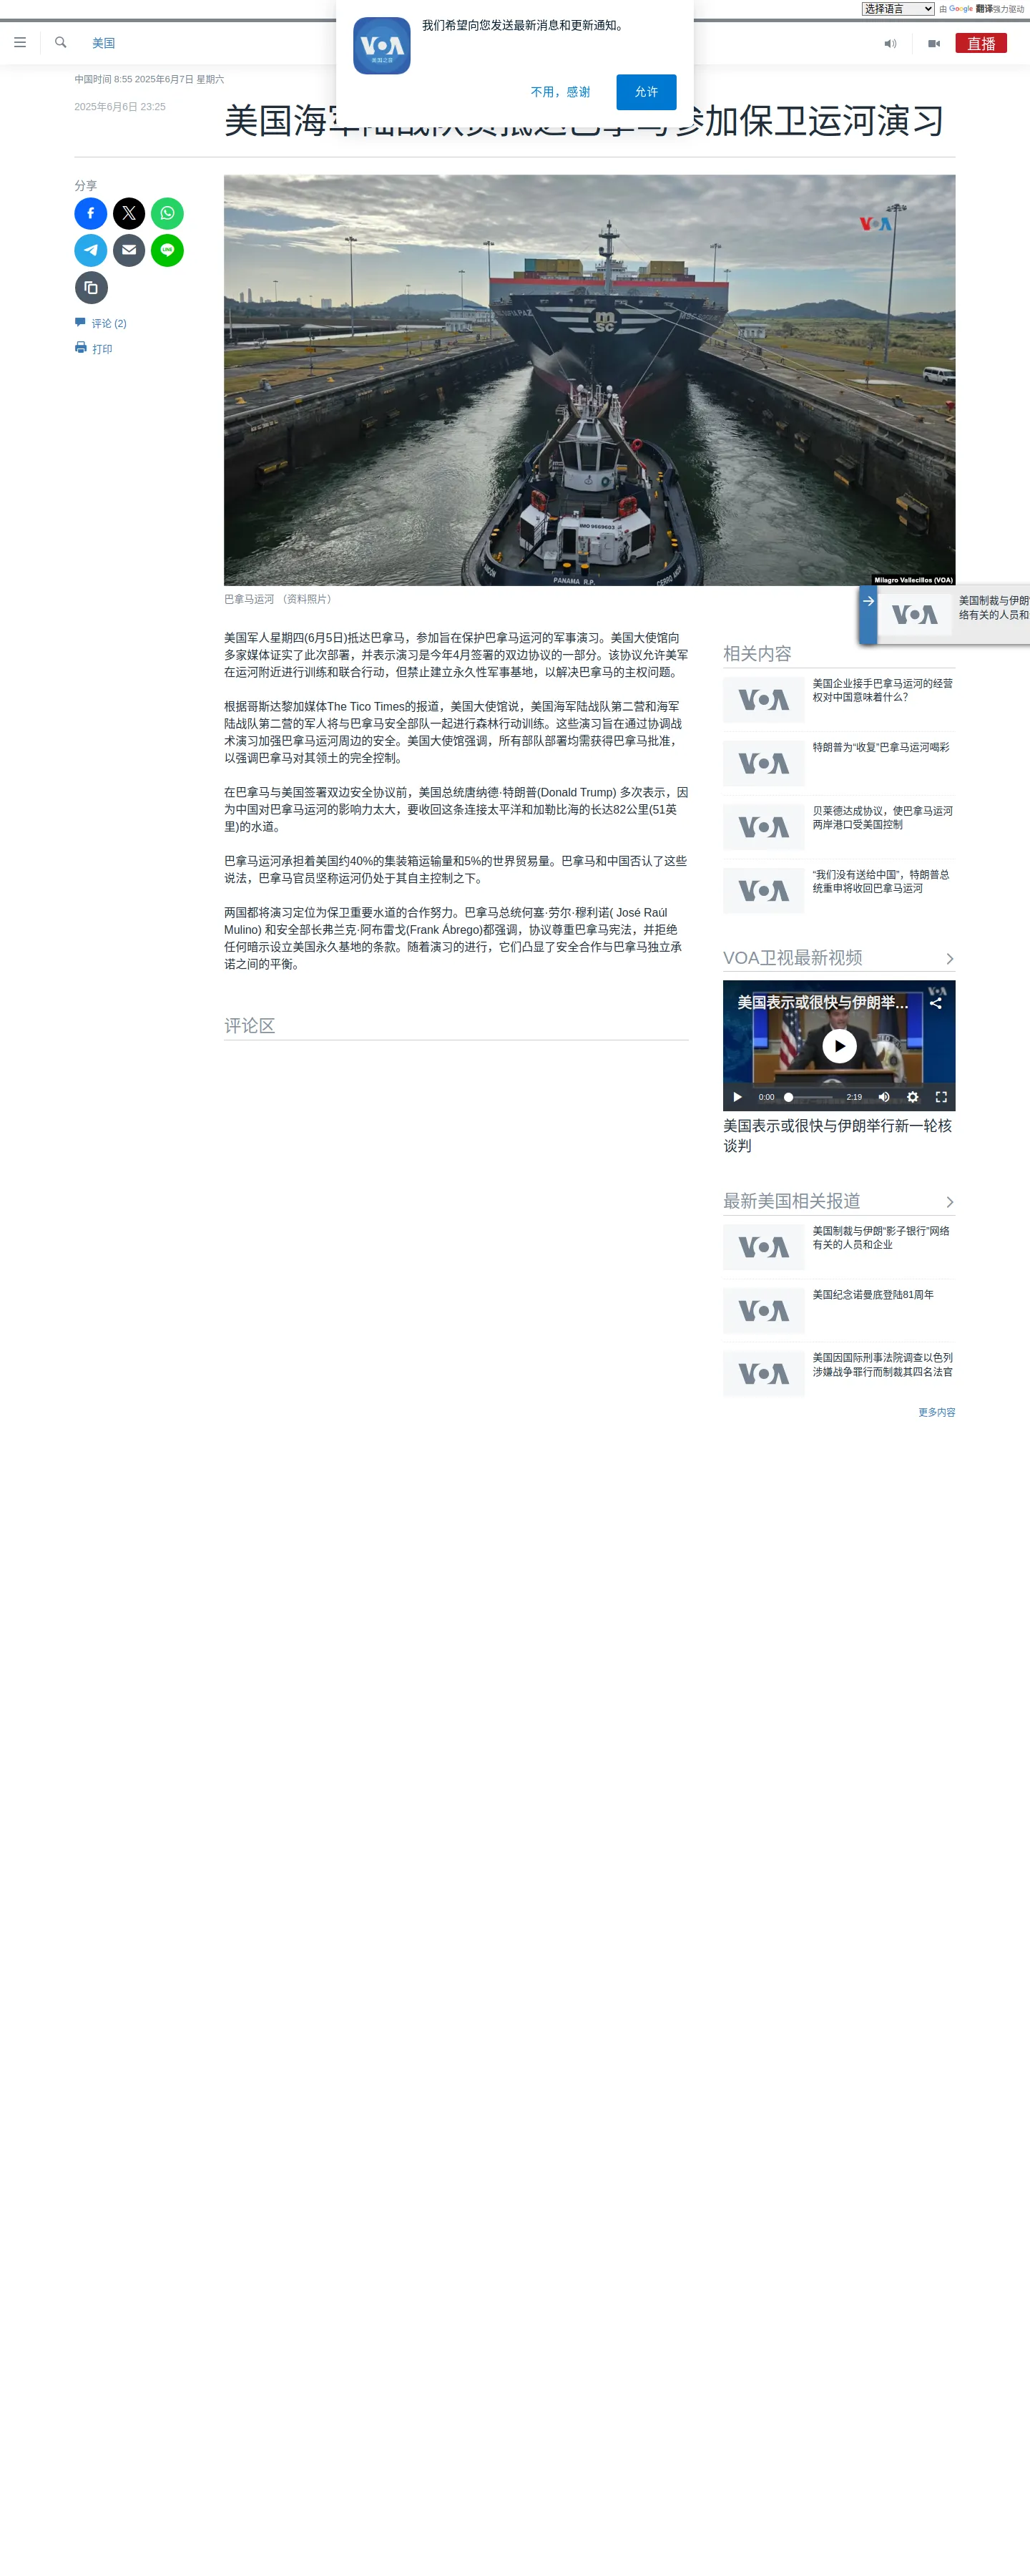 选择语言
由 Google 翻译强力驱动
我们希望向您发送最新消息和更新通知。
VOA
美国之音
不用，感谢
允许
美国
直播
中国时间 8:55 2025年6月7日 星期六
2025年6月6日 23:25
美国海军陆战队员抵达巴拿马参加保卫运河演习
分享
评论 (2)
打印
VOA
MSC
msc
IMO 9669603
PANAMA R.P.
CERRO ANCON
Milagro Vallecillos (VOA)
巴拿马运河 （资料照片）
VOA
美国制裁与伊朗
络有关的人员和
美国军人星期四(6月5日)抵达巴拿马，参加旨在保护巴拿马运河的军事演习。美国大使馆向
多家媒体证实了此次部署，并表示演习是今年4月签署的双边协议的一部分。该协议允许美军
在运河附近进行训练和联合行动，但禁止建立永久性军事基地，以解决巴拿马的主权问题。
根据哥斯达黎加媒体The Tico Times的报道，美国大使馆说，美国海军陆战队第二营和海军
陆战队第二营的军人将与巴拿马安全部队一起进行森林行动训练。这些演习旨在通过协调战
术演习加强巴拿马运河周边的安全。美国大使馆强调，所有部队部署均需获得巴拿马批准，
以强调巴拿马对其领土的完全控制。
在巴拿马与美国签署双边安全协议前，美国总统唐纳德·特朗普(Donald Trump) 多次表示，因
为中国对巴拿马运河的影响力太大，要收回这条连接太平洋和加勒比海的长达82公里(51英
里)的水道。
巴拿马运河承担着美国约40%的集装箱运输量和5%的世界贸易量。巴拿马和中国否认了这些
说法，巴拿马官员坚称运河仍处于其自主控制之下。
两国都将演习定位为保卫重要水道的合作努力。巴拿马总统何塞·劳尔·穆利诺( José Raúl
Mulino) 和安全部长弗兰克·阿布雷戈(Frank Ábrego)都强调，协议尊重巴拿马宪法，并拒绝
任何暗示设立美国永久基地的条款。随着演习的进行，它们凸显了安全合作与巴拿马独立承
诺之间的平衡。
评论区
相关内容
VOA
美国企业接手巴拿马运河的经营
权对中国意味着什么？
VOA
特朗普为“收复”巴拿马运河喝彩
VOA
贝莱德达成协议，使巴拿马运河
两岸港口受美国控制
VOA
“我们没有送给中国”，特朗普总
统重申将收回巴拿马运河
VOA卫视最新视频
VOA
美国表示或很快与伊朗举...
0:00
2:19
美国表示或很快与伊朗举行新一轮核
谈判
最新美国相关报道
VOA
美国制裁与伊朗“影子银行”网络
有关的人员和企业
VOA
美国纪念诺曼底登陆81周年
VOA
美国因国际刑事法院调查以色列
涉嫌战争罪行而制裁其四名法官
更多内容